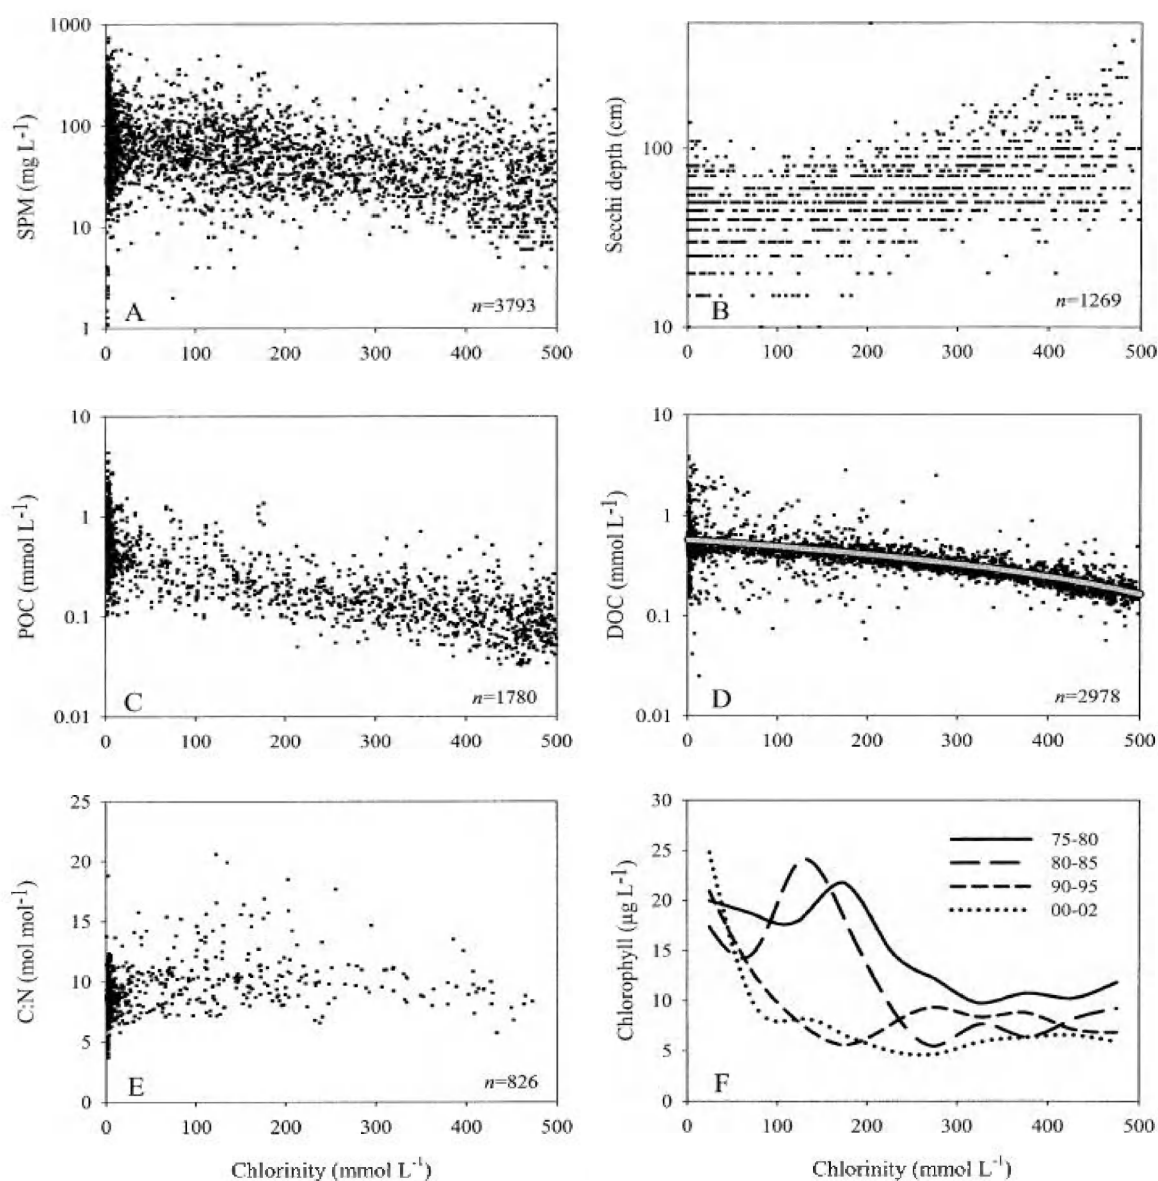 1000
100
10
1
SPM (mg L⁻¹)
A
n=3793
0 100 200 300 400 500
100
10
Secchi depth (cm)
B
n=1269
0 100 200 300 400 500
10
1
0.1
0.01
POC (mmol L⁻¹)
C
n=1780
0 100 200 300 400 500
10
1
0.1
0.01
DOC (mmol L⁻¹)
D
n=2978
0 100 200 300 400 500
25
20
15
10
5
0
C:N (mol mol⁻¹)
E
n=826
0 100 200 300 400 500
Chlorinity (mmol L⁻¹)
30
25
20
15
10
5
0
Chlorophyll (µg L⁻¹)
75-80
80-85
90-95
00-02
F
0 100 200 300 400 500
Chlorinity (mmol L⁻¹)